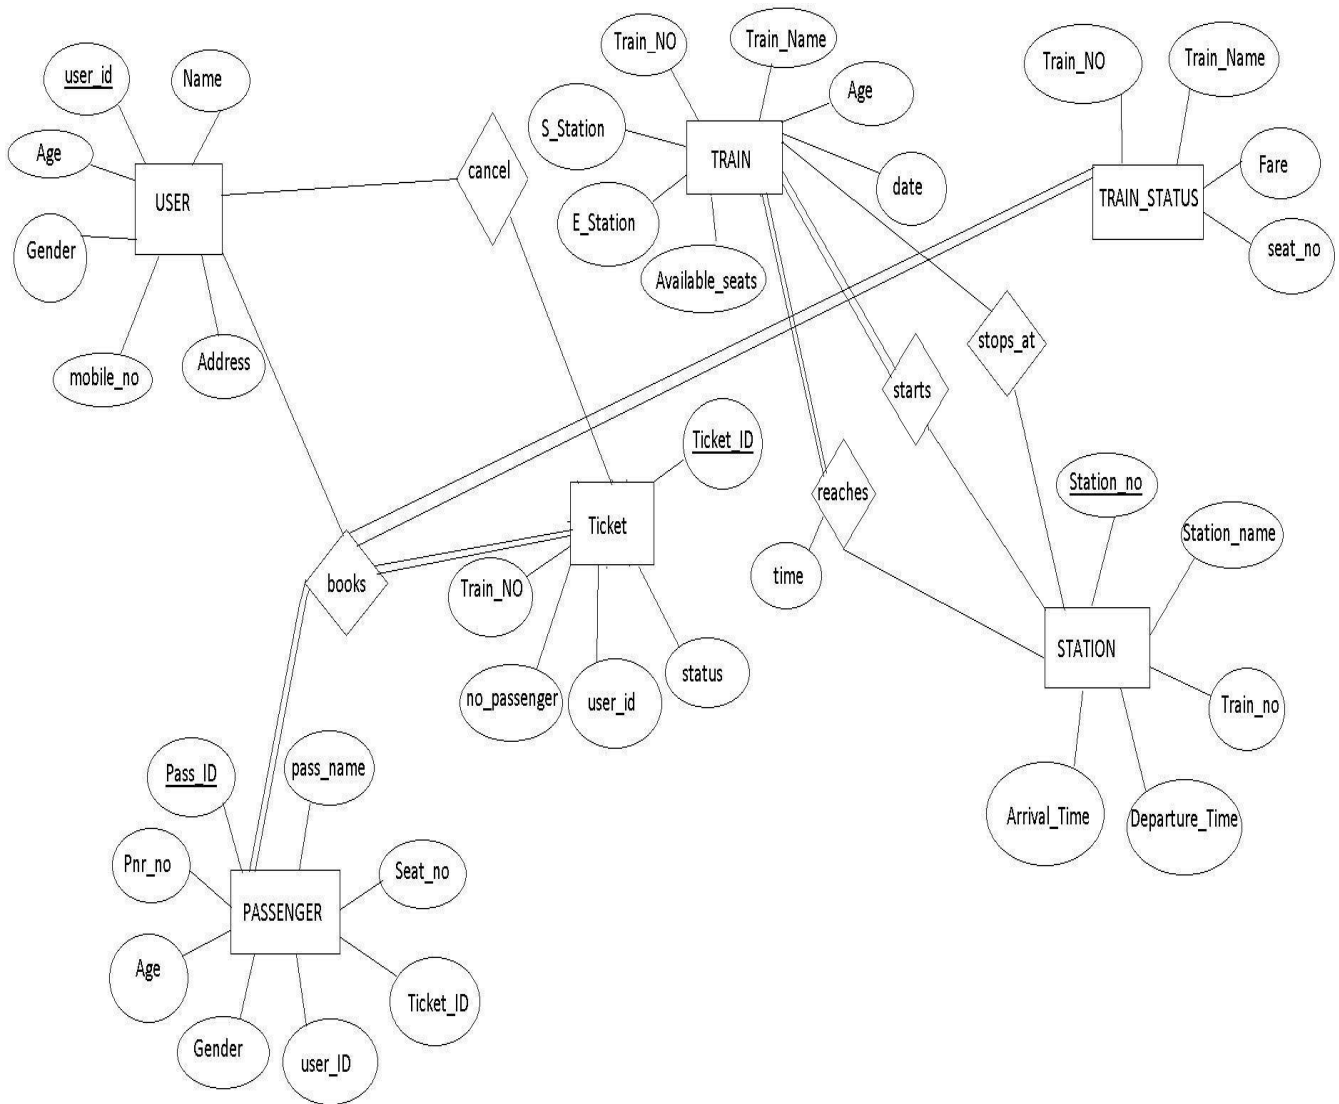 user_id
Name
Age
USER
Gender
mobile_no
Address
cancel
Train_NO
Train_Name
Age
S_Station
TRAIN
date
E_Station
Available_seats
Train_NO
Train_Name
Fare
TRAIN_STATUS
seat_no
stops_at
starts
reaches
time
Ticket_ID
Ticket
Train_NO
no_passenger
user_id
status
books
Station_no
Station_name
STATION
Train_no
Arrival_Time
Departure_Time
Pass_ID
pass_name
Pnr_no
Seat_no
PASSENGER
Age
Ticket_ID
Gender
user_ID